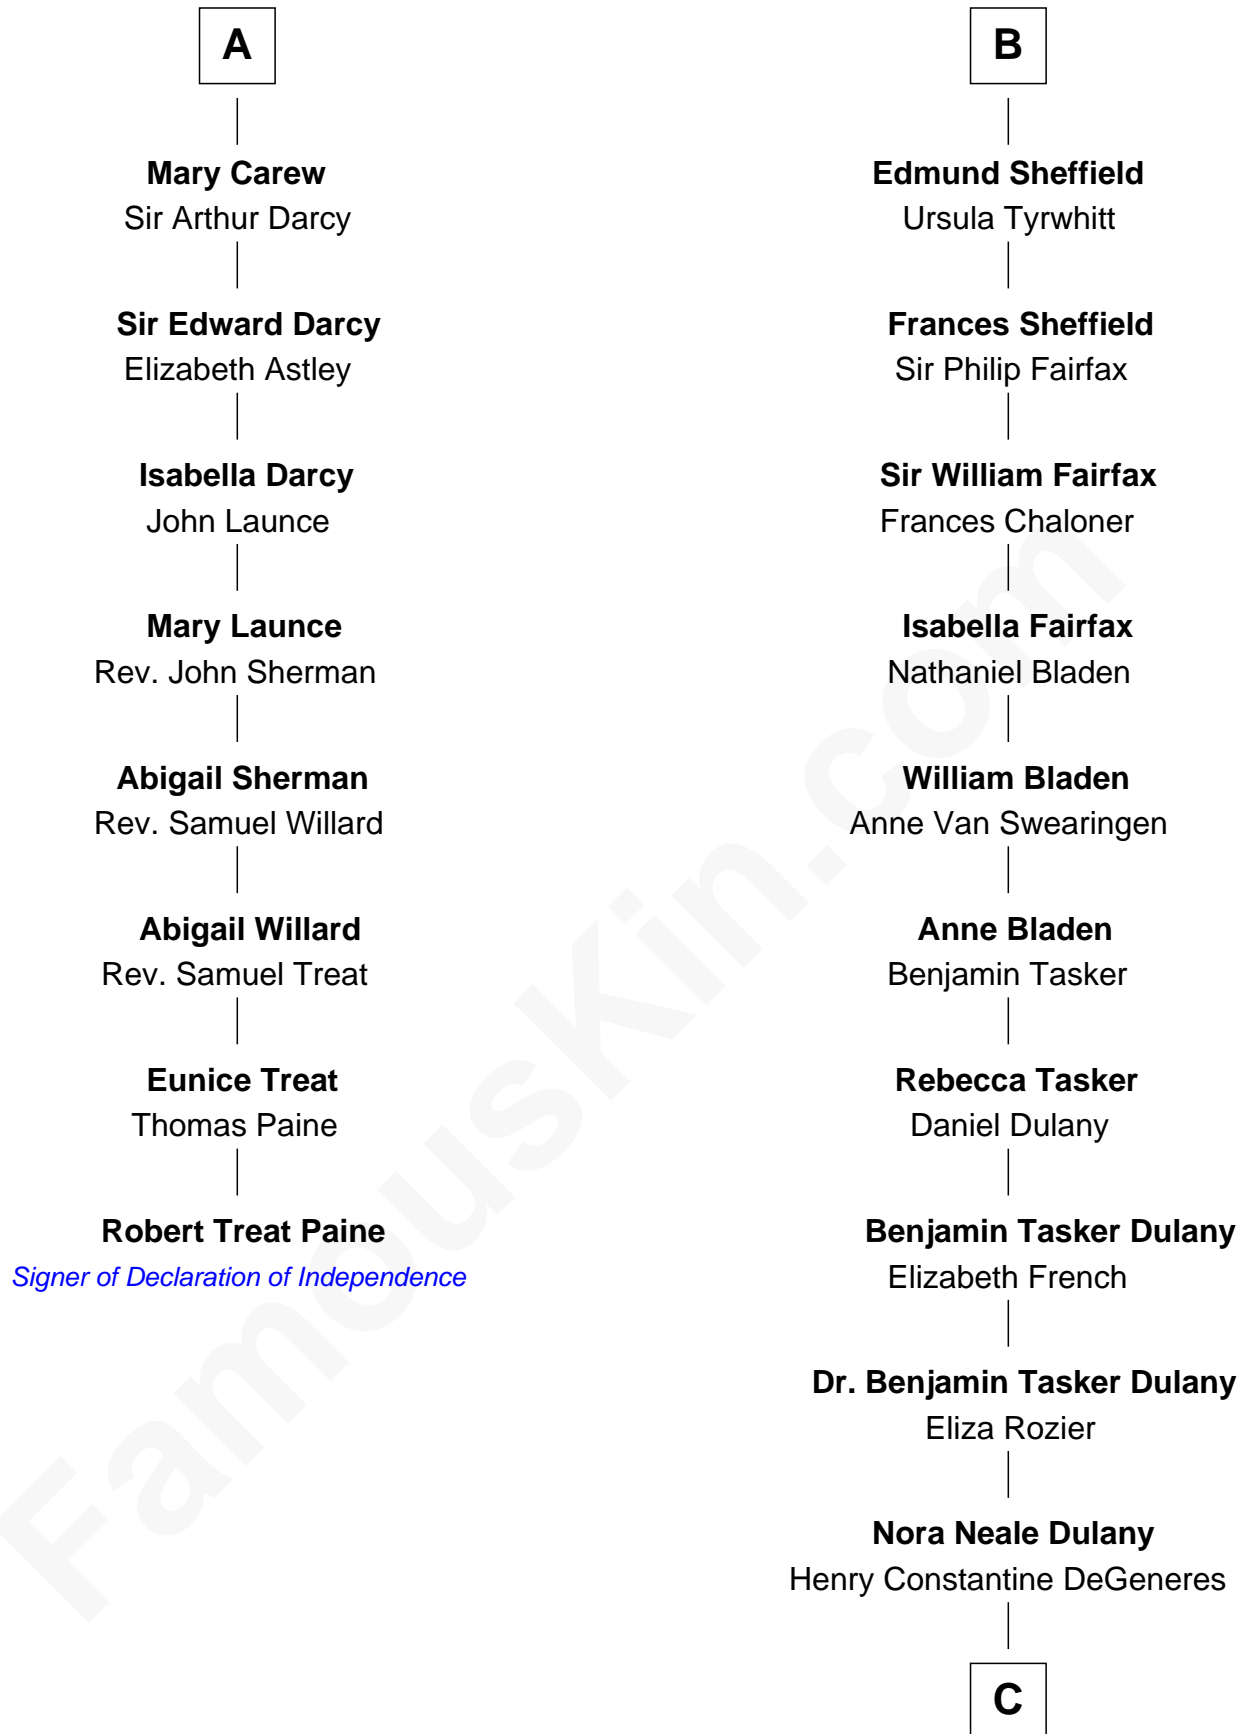 A
Mary Carew
Sir Arthur Darcy
Sir Edward Darcy
Elizabeth Astley
Isabella Darcy
John Launce
Mary Launce
Rev. John Sherman
Abigail Sherman
Rev. Samuel Willard
Abigail Willard
Rev. Samuel Treat
Eunice Treat
Thomas Paine
Robert Treat Paine
Signer of Declaration of Independence
B
Edmund Sheffield
Ursula Tyrwhitt
Frances Sheffield
Sir Philip Fairfax
Sir William Fairfax
Frances Chaloner
Isabella Fairfax
Nathaniel Bladen
William Bladen
Anne Van Swearingen
Anne Bladen
Benjamin Tasker
Rebecca Tasker
Daniel Dulany
Benjamin Tasker Dulany
Elizabeth French
Dr. Benjamin Tasker Dulany
Eliza Rozier
Nora Neale Dulany
Henry Constantine DeGeneres
C
FamousKin.com